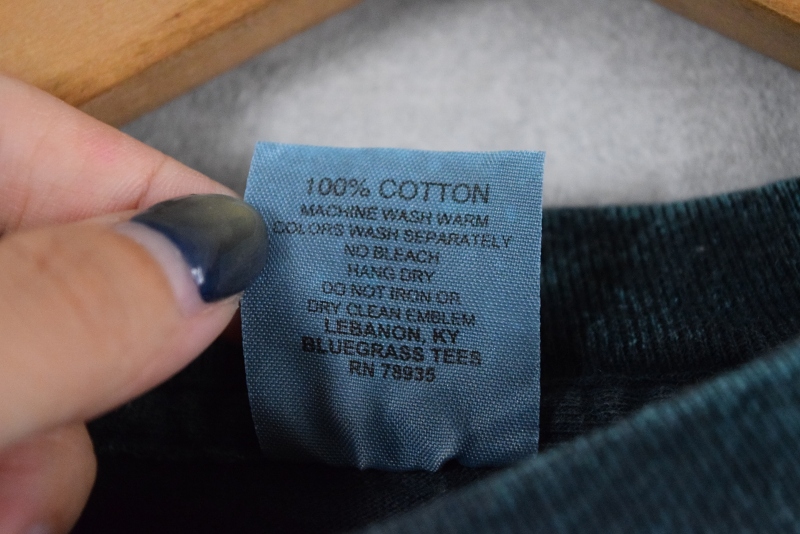 100% COTTON
MACHINE WASH WARM
COLORS WASH SEPARATELY
NO BLEACH
HANG DRY
DO NOT IRON OR
DRY CLEAN EMBLEM
LEBANON, KY
BLUEGRASS TEES
RN 78935